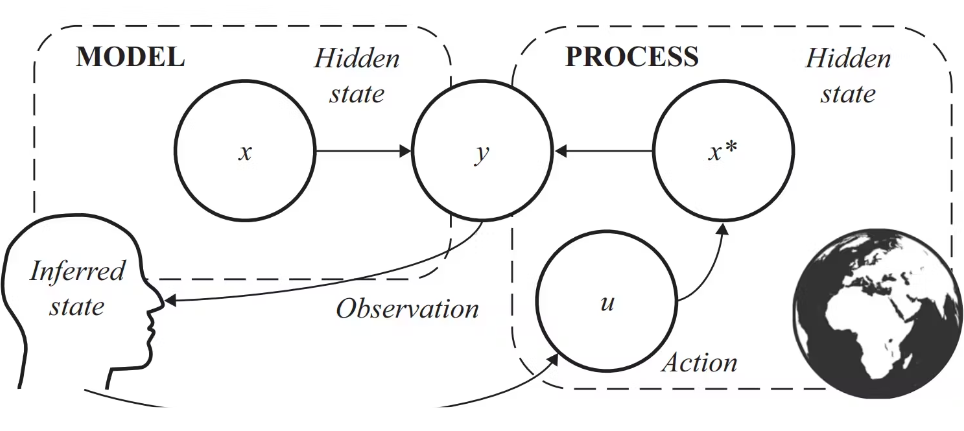 MODEL
Hidden
state
x
y
PROCESS
Hidden
state
x*
Inferred
state
Observation
u
Action